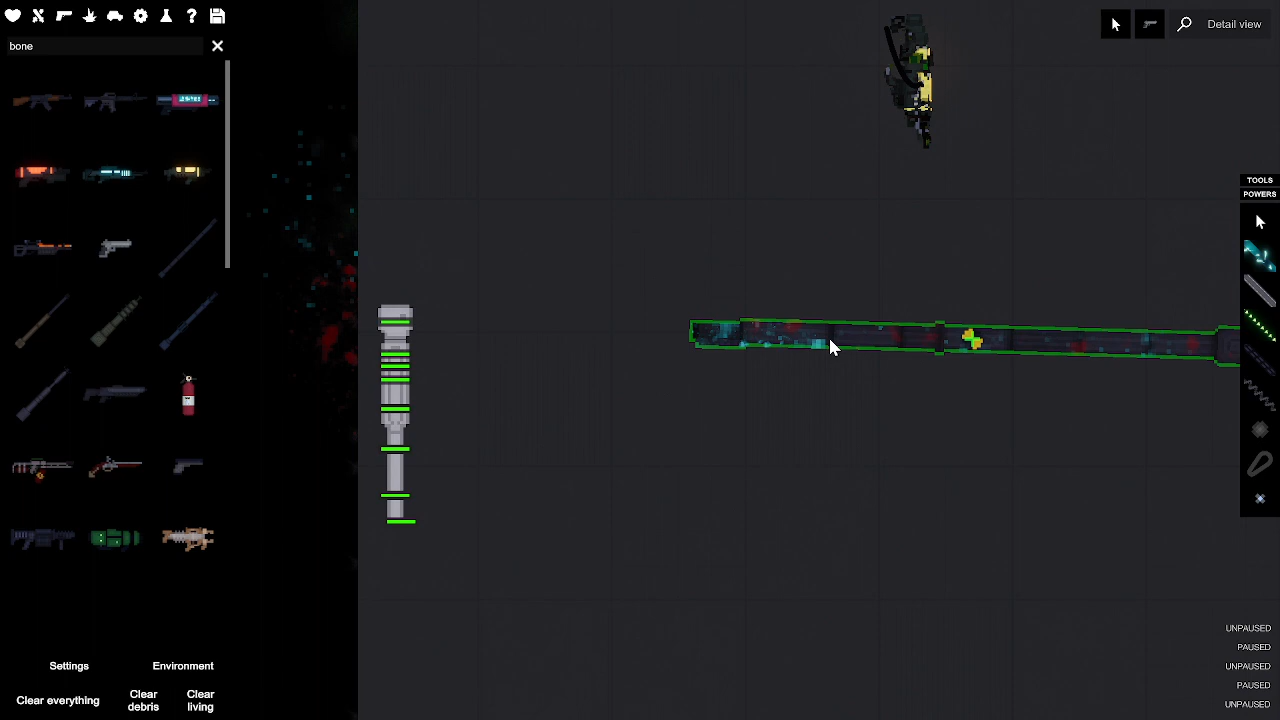 bone
Detail view
TOOLS
POWERS
UNPAUSED
PAUSED
UNPAUSED
PAUSED
UNPAUSED
Settings
Environment
Clear everything
Clear
debris
Clear
living